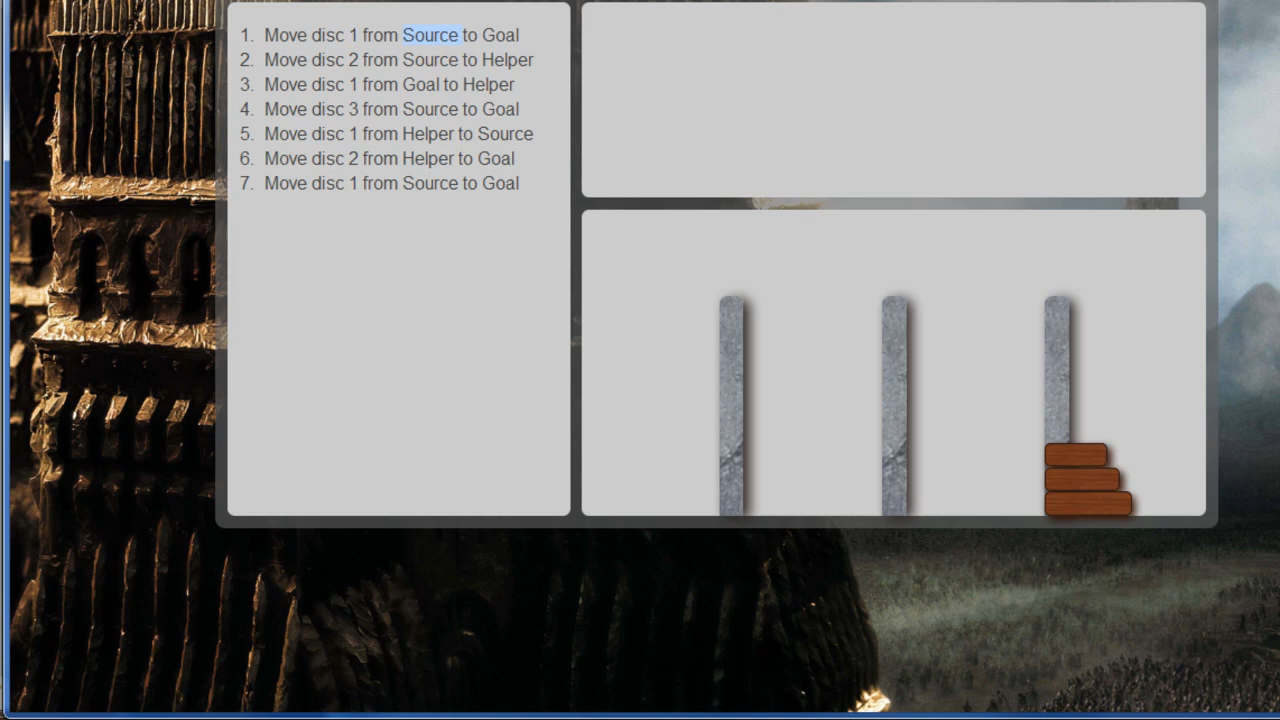 1. Move disc 1 from Source to Goal
2. Move disc 2 from Source to Helper
3. Move disc 1 from Goal to Helper
4. Move disc 3 from Source to Goal
5. Move disc 1 from Helper to Source
6. Move disc 2 from Helper to Goal
7. Move disc 1 from Source to Goal